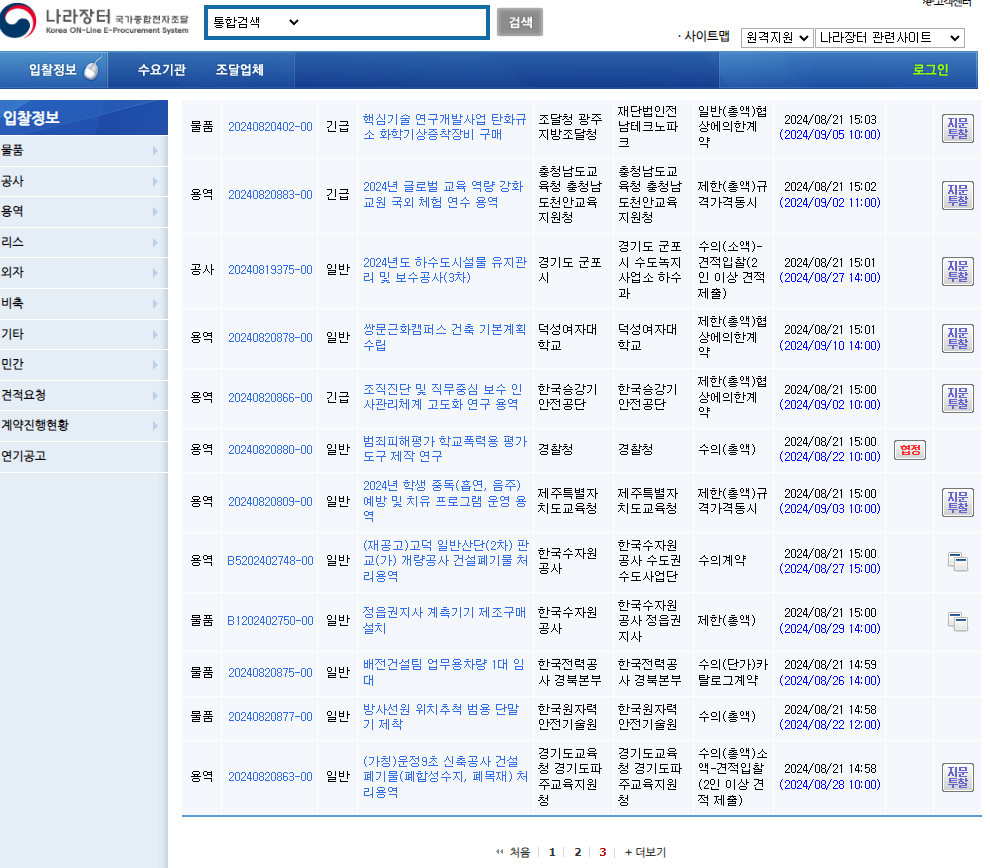 고객센터
나라장터 국가종합전자조달
Korea ON-Line E-Procurement System
통합검색
검색
· 사이트맵
원격지원
나라장터 관련사이트
입찰정보
수요기관
조달업체
로그인
입찰정보
물품
공사
용역
리스
외자
비축
기타
민간
견적요청
계약진행현황
연기공고
물품 20240820402-00 긴급 핵심기술 연구개발사업 탄화규소 화학기상증착장비 구매 조달청 광주지방조달청 재단법인전남테크노파크 일반(총액)협상에의한계약 2024/08/21 15:03 (2024/09/05 10:00) 지문투찰
용역 20240820883-00 긴급 2024년 글로벌 교육 역량 강화 교원 국외 체험 연수 용역 충청남도교육청 충청남도천안교육지원청 충청남도교육청 충청남도천안교육지원청 제한(총액)규격가격동시 2024/08/21 15:02 (2024/09/02 11:00) 지문투찰
공사 20240819375-00 일반 2024년도 하수도시설물 유지관리 및 보수공사(3차) 경기도 군포시 경기도 군포시 수도녹지사업소 하수과 수의(소액)-견적입찰(2인 이상 견적 제출) 2024/08/21 15:01 (2024/08/27 14:00) 지문투찰
용역 20240820878-00 일반 쌍문근화캠퍼스 건축 기본계획 수립 덕성여자대학교 덕성여자대학교 제한(총액)협상에의한계약 2024/08/21 15:01 (2024/09/10 14:00) 지문투찰
용역 20240820866-00 긴급 조직진단 및 직무중심 보수 인사관리체계 고도화 연구 용역 한국승강기안전공단 한국승강기안전공단 제한(총액)협상에의한계약 2024/08/21 15:00 (2024/09/02 10:00) 지문투찰
용역 20240820880-00 일반 범죄피해평가 학교폭력용 평가도구 제작 연구 경찰청 경찰청 수의(총액) 2024/08/21 15:00 (2024/08/22 10:00) 협정
용역 20240820809-00 일반 2024년 학생 중독(흡연, 음주) 예방 및 치유 프로그램 운영 용역 제주특별자치도교육청 제주특별자치도교육청 제한(총액)규격가격동시 2024/08/21 15:00 (2024/09/03 10:00) 지문투찰
용역 B5202402748-00 일반 (재공고)고덕 일반산단(2차) 판교(가) 개량공사 건설폐기물 처리용역 한국수자원공사 한국수자원공사 수도권수도사업단 수의계약 2024/08/21 15:00 (2024/08/27 15:00)
물품 B1202402750-00 일반 정읍권지사 계측기기 제조구매설치 한국수자원공사 한국수자원공사 정읍권지사 제한(총액) 2024/08/21 15:00 (2024/08/29 14:00)
물품 20240820875-00 일반 배전건설팀 업무용차량 1대 임대 한국전력공사 경북본부 한국전력공사 경북본부 수의(단가)카탈로그계약 2024/08/21 14:59 (2024/08/26 14:00)
물품 20240820877-00 일반 방사선원 위치추적 범용 단말기 제작 한국원자력안전기술원 한국원자력안전기술원 수의(총액) 2024/08/21 14:58 (2024/08/22 12:00)
용역 20240820863-00 일반 (가칭)운정9초 신축공사 건설폐기물(폐합성수지, 폐목재) 처리용역 경기도교육청 경기도파주교육지원청 경기도교육청 경기도파주교육지원청 수의(총액)소액-견적입찰(2인 이상 견적 제출) 2024/08/21 14:58 (2024/08/28 10:00) 지문투찰
처음 1 2 3 + 더보기